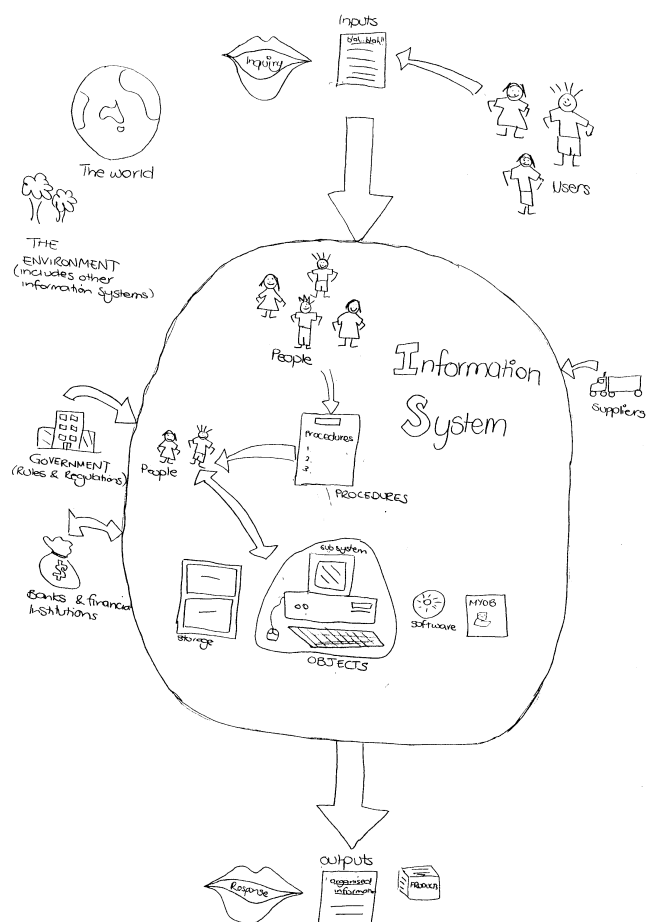 Inputs
Inquiry
blah..blah!!
The world
Users
THE
ENVIRONMENT
(includes other
information systems)
People
Information
System
Suppliers
Procedures
1
2
3.
GOVERNMENT
(Rules & Regulations)
People
PROCEDURES
Banks & financial
Institutions
$
sub system
storage
software
MYOB
OBJECTS
outputs
Response
organised
information
PRODUCTS